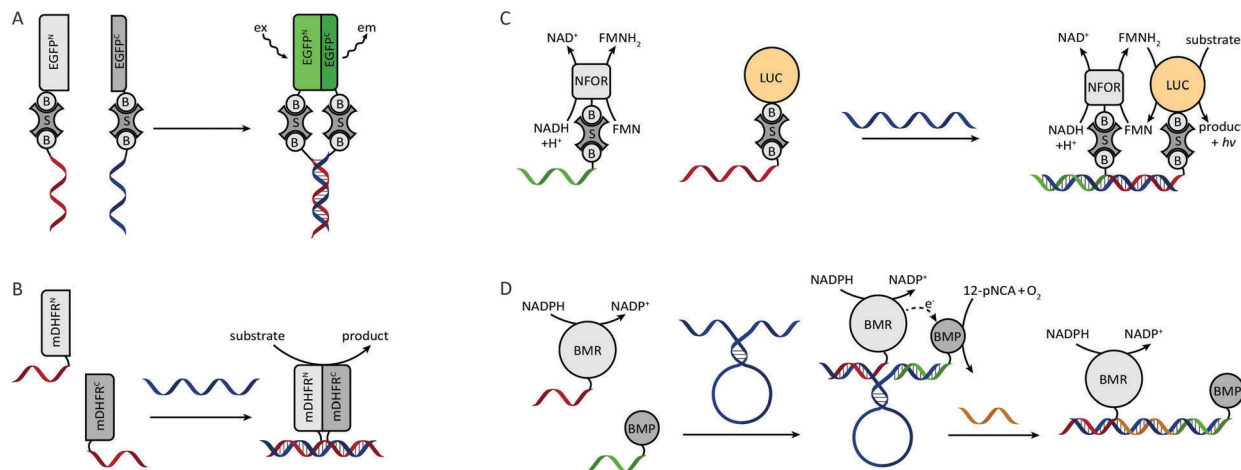 A
EGFPᴺ
EGFPᶜ
B
S
B
B
S
B
ex
em
EGFPᴺ
EGFPᶜ
B
S
B
B
S
B
B
mDHFRᴺ
mDHFRᶜ
substrate
product
mDHFRᴺ
mDHFRᶜ
C
NAD⁺
FMNH₂
NFOR
NADH
+H⁺
FMN
B
S
B
LUC
B
S
B
NAD⁺
FMNH₂
substrate
NFOR
LUC
NADH
+H⁺
FMN
product
+ hν
B
S
B
B
S
B
D
NADPH
NADP⁺
BMR
BMP
NADPH
NADP⁺
12-pNCA + O₂
e⁻
BMR
BMP
NADPH
NADP⁺
BMR
BMP